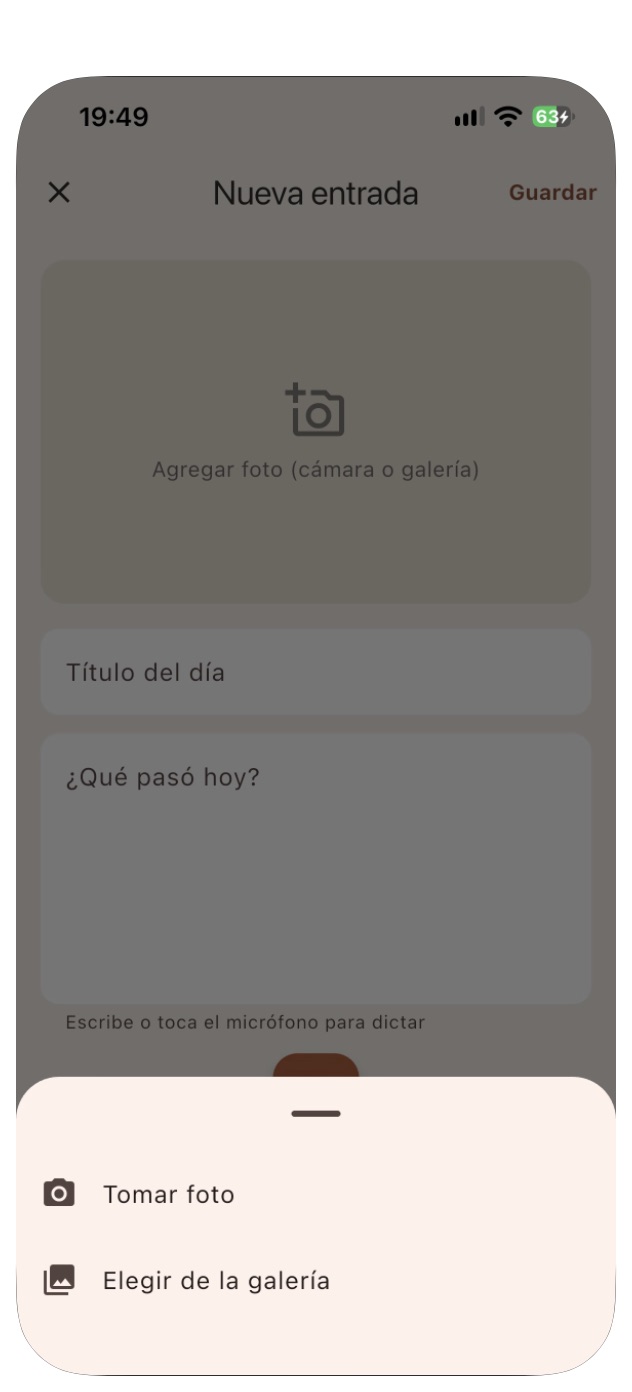 19:49
63
Nueva entrada
Guardar
Agregar foto (cámara o galería)
Título del día
¿Qué pasó hoy?
Escribe o toca el micrófono para dictar
Tomar foto
Elegir de la galería